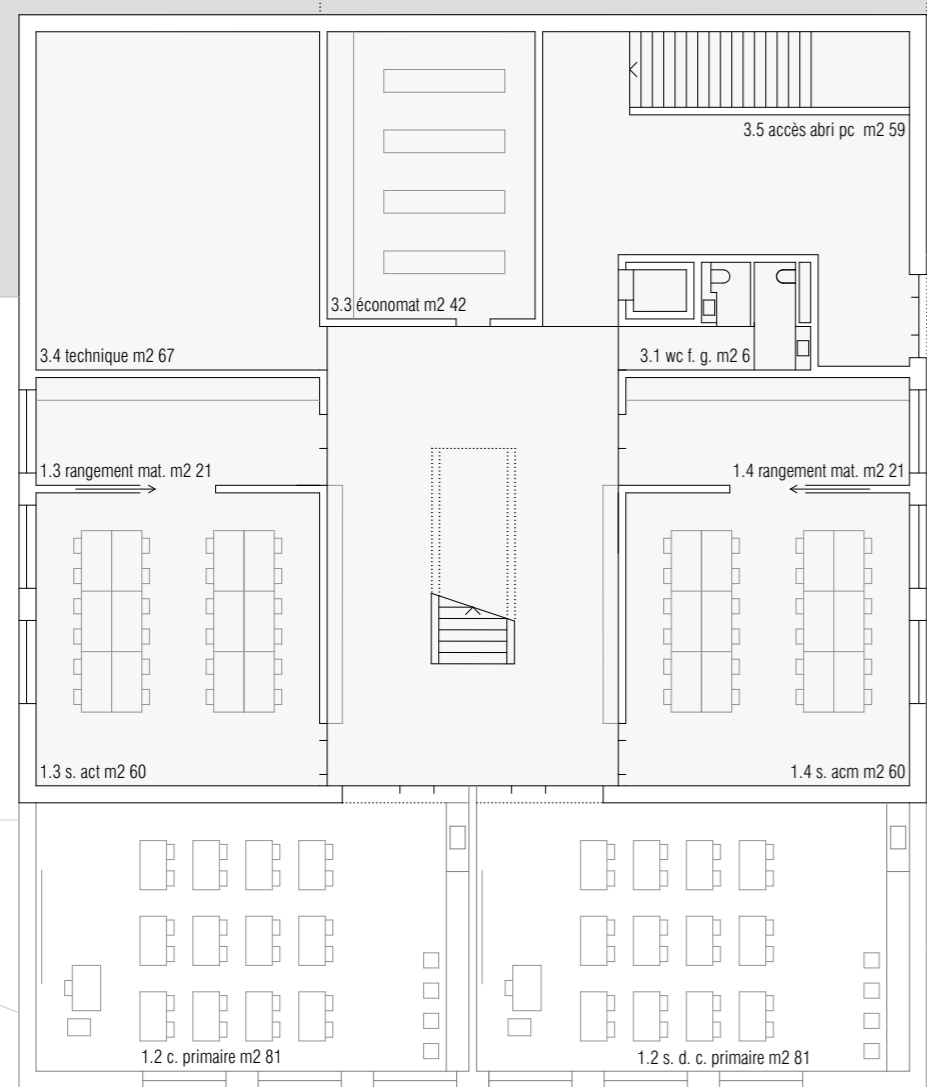 3.5 accès abri pc m2 59
3.3 économat m2 42
3.4 technique m2 67
3.1 wc f. g. m2 6
1.3 rangement mat. m2 21
1.4 rangement mat. m2 21
1.3 s. act m2 60
1.4 s. acm m2 60
1.2 c. primaire m2 81
1.2 s. d. c. primaire m2 81